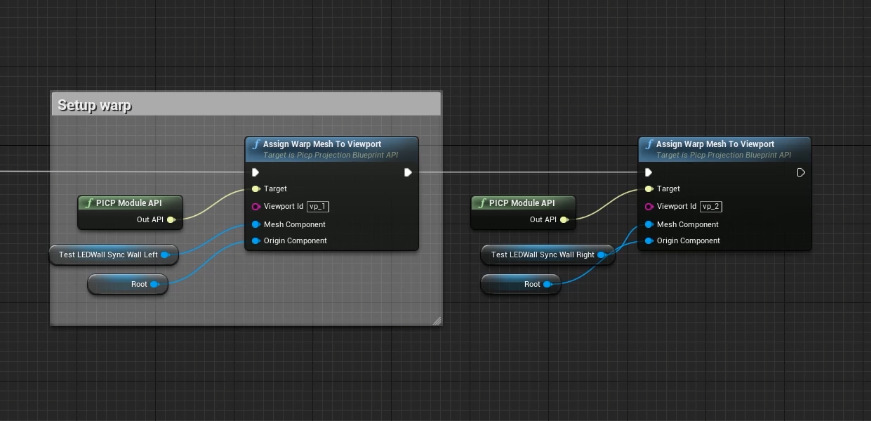 Setup warp
Assign Warp Mesh To Viewport
Target is Picp Projection Blueprint API
PICP Module API
Out API
Target
Viewport Id vp_1
Mesh Component
Origin Component
Test LEDWall Sync Wall Left
Root
Assign Warp Mesh To Viewport
Target is Picp Projection Blueprint API
PICP Module API
Out API
Target
Viewport Id vp_2
Mesh Component
Origin Component
Test LEDWall Sync Wall Right
Root